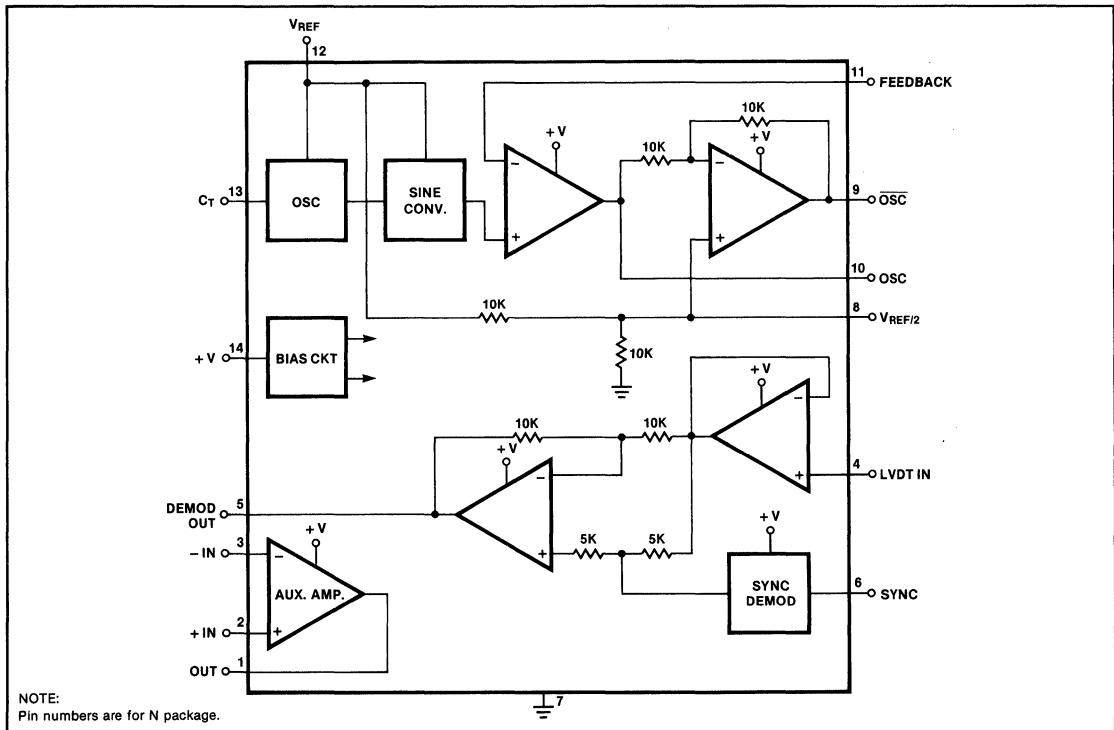 VREF
12
11 FEEDBACK
10K
+V
+V
10K
CT 13
OSC
SINE
CONV.
−
+
−
+
9 OSC
10 OSC
10K
8 VREF/2
10K
+V 14
BIAS CKT
+V
−
10K
10K
+V
4 LVDT IN
+
−
DEMOD
OUT
5
+V
+
5K
5K
+V
−IN 3
−
AUX. AMP.
SYNC
DEMOD
6 SYNC
+IN 2
+
OUT 1
7
NOTE:
Pin numbers are for N package.